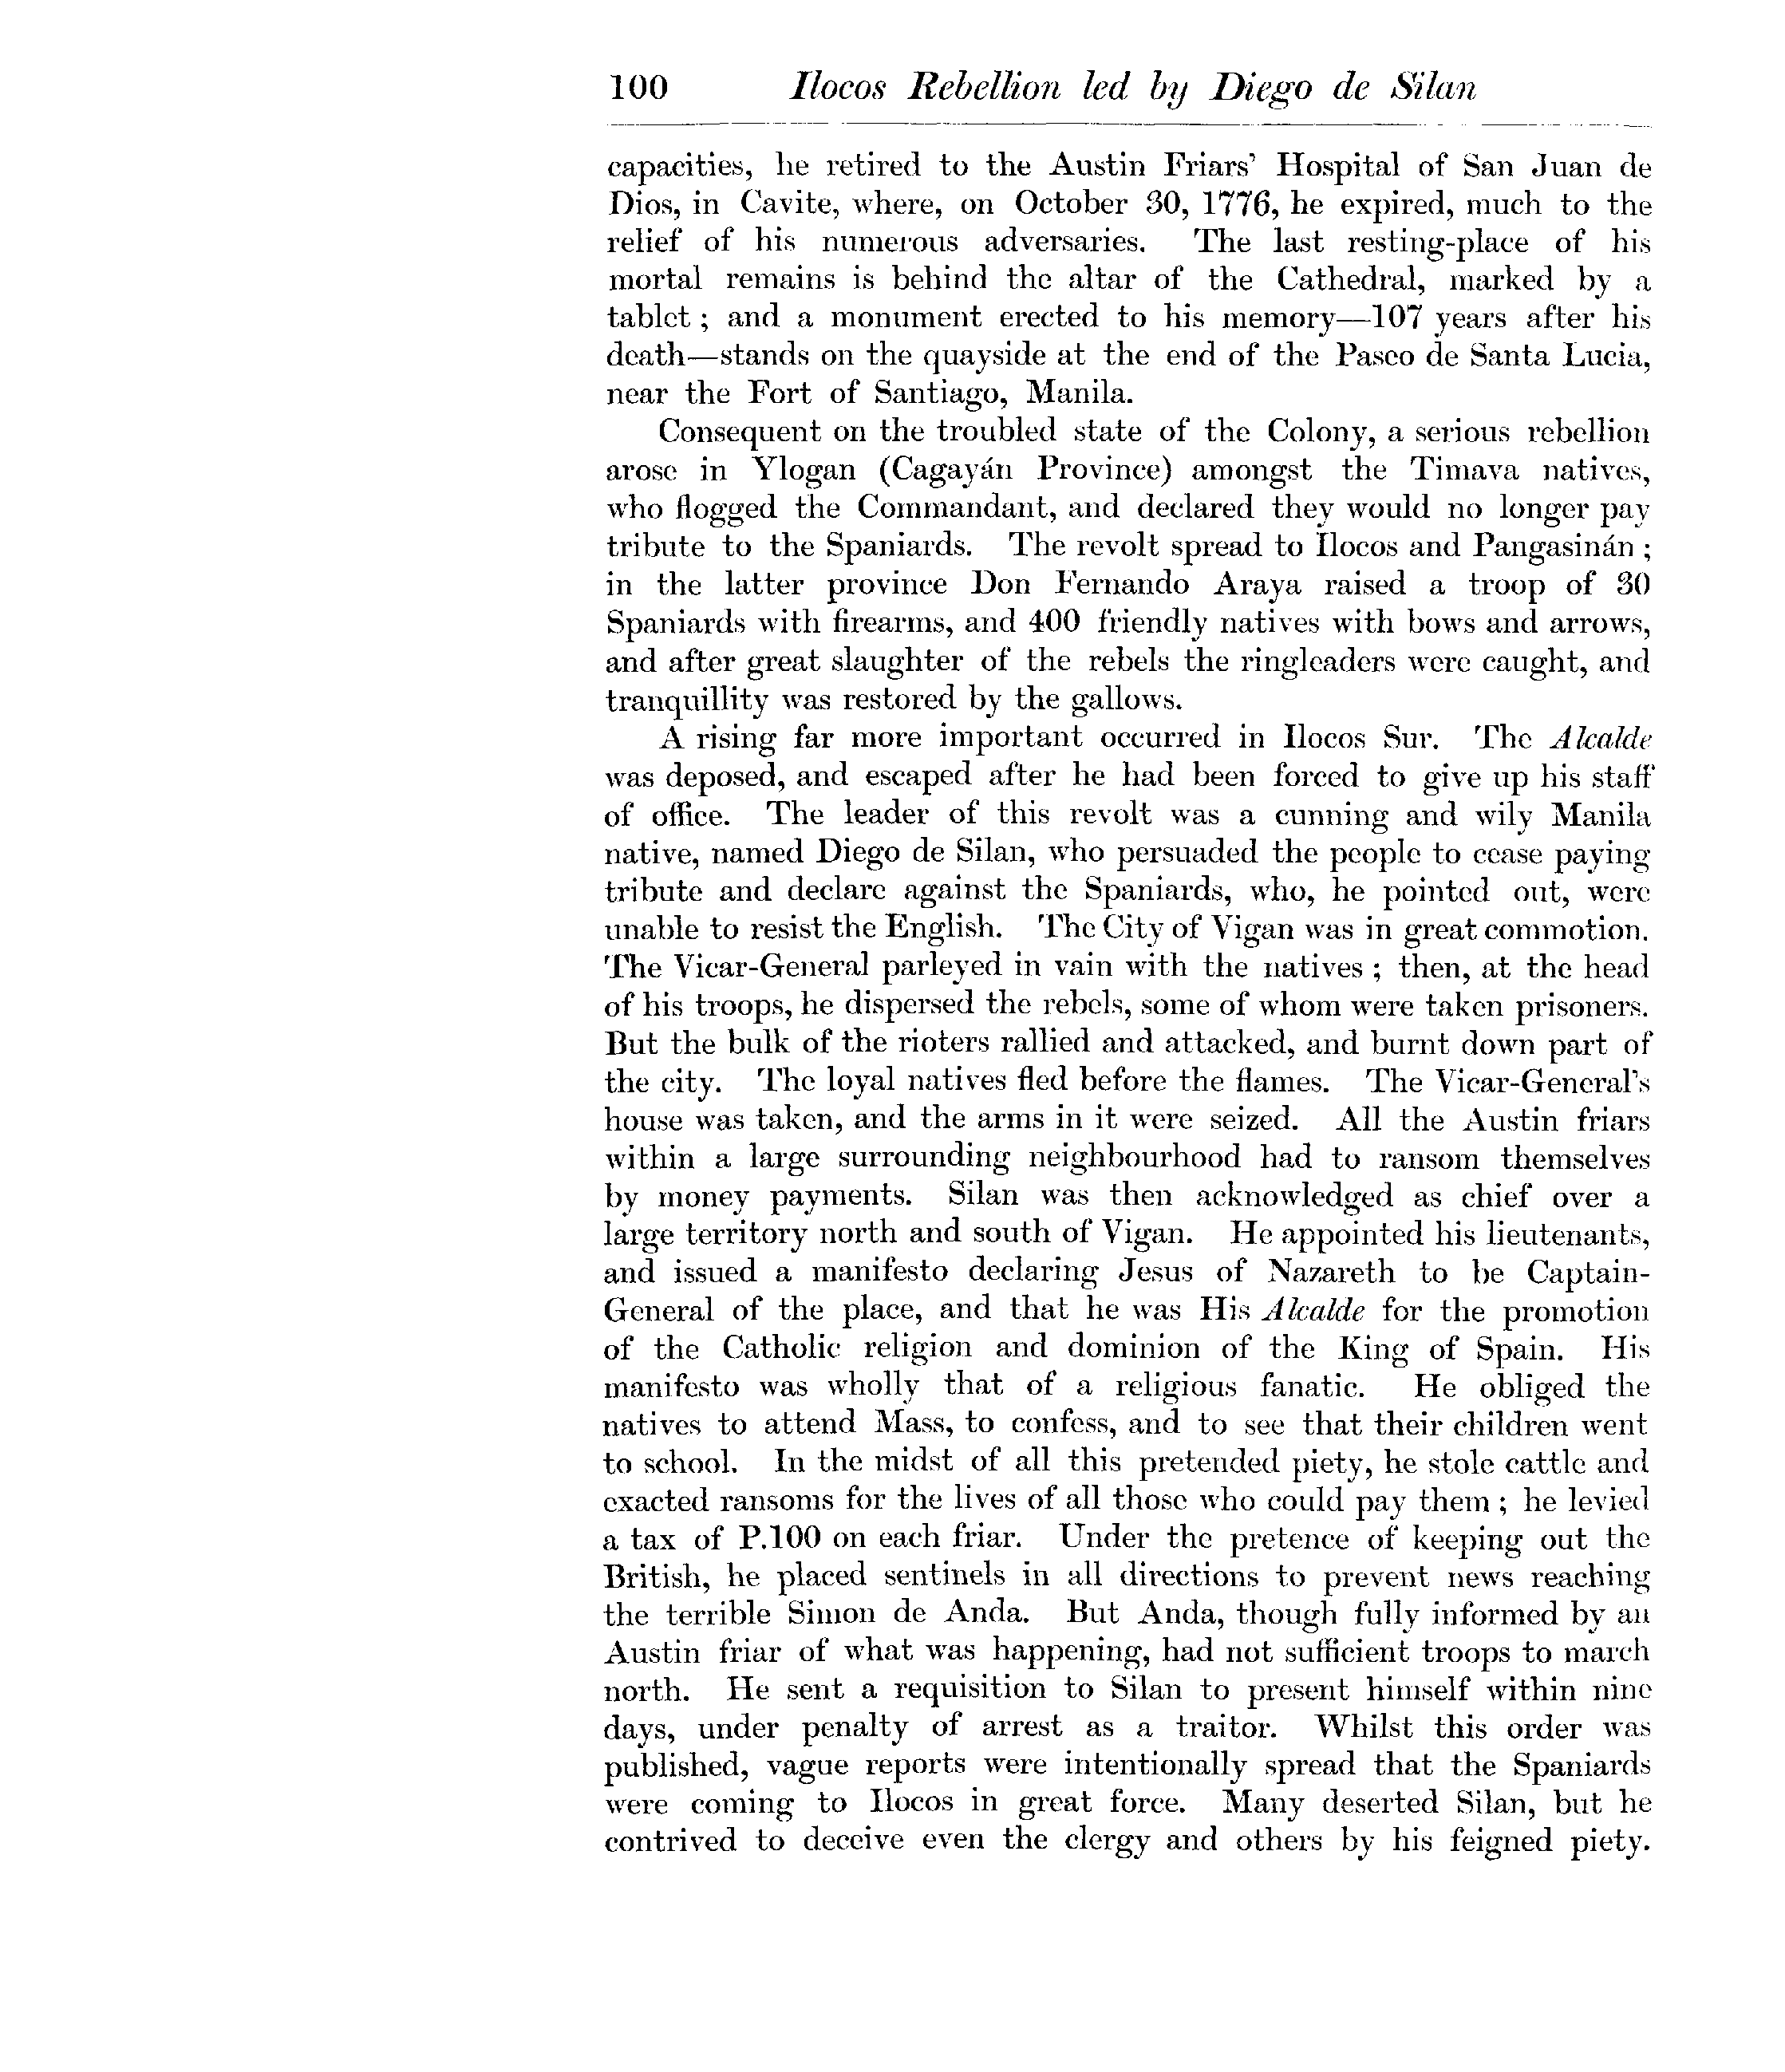 100 Ilocos Rebellion led by Diego de Silan
capacities, he retired to the Austin Friars' Hospital of San Juan de
Dios, in Cavite, where, on October 30, 1776, he expired, much to the
relief of his numerous adversaries. The last resting-place of his
mortal remains is behind the altar of the Cathedral, marked by a
tablet ; and a monument erected to his memory—107 years after his
death—stands on the quayside at the end of the Paseo de Santa Lucia,
near the Fort of Santiago, Manila.
Consequent on the troubled state of the Colony, a serious rebellion
arose in Ylogan (Cagayán Province) amongst the Timava natives,
who flogged the Commandant, and declared they would no longer pay
tribute to the Spaniards. The revolt spread to Ilocos and Pangasinán ;
in the latter province Don Fernando Araya raised a troop of 30
Spaniards with firearms, and 400 friendly natives with bows and arrows,
and after great slaughter of the rebels the ringleaders were caught, and
tranquillity was restored by the gallows.
A rising far more important occurred in Ilocos Sur. The Alcalde
was deposed, and escaped after he had been forced to give up his staff
of office. The leader of this revolt was a cunning and wily Manila
native, named Diego de Silan, who persuaded the people to cease paying
tribute and declare against the Spaniards, who, he pointed out, were
unable to resist the English. The City of Vigan was in great commotion.
The Vicar-General parleyed in vain with the natives ; then, at the head
of his troops, he dispersed the rebels, some of whom were taken prisoners.
But the bulk of the rioters rallied and attacked, and burnt down part of
the city. The loyal natives fled before the flames. The Vicar-General's
house was taken, and the arms in it were seized. All the Austin friars
within a large surrounding neighbourhood had to ransom themselves
by money payments. Silan was then acknowledged as chief over a
large territory north and south of Vigan. He appointed his lieutenants,
and issued a manifesto declaring Jesus of Nazareth to be Captain-
General of the place, and that he was His Alcalde for the promotion
of the Catholic religion and dominion of the King of Spain. His
manifesto was wholly that of a religious fanatic. He obliged the
natives to attend Mass, to confess, and to see that their children went
to school. In the midst of all this pretended piety, he stole cattle and
exacted ransoms for the lives of all those who could pay them ; he levied
a tax of P.100 on each friar. Under the pretence of keeping out the
British, he placed sentinels in all directions to prevent news reaching
the terrible Simon de Anda. But Anda, though fully informed by an
Austin friar of what was happening, had not sufficient troops to march
north. He sent a requisition to Silan to present himself within nine
days, under penalty of arrest as a traitor. Whilst this order was
published, vague reports were intentionally spread that the Spaniards
were coming to Ilocos in great force. Many deserted Silan, but he
contrived to deceive even the clergy and others by his feigned piety.